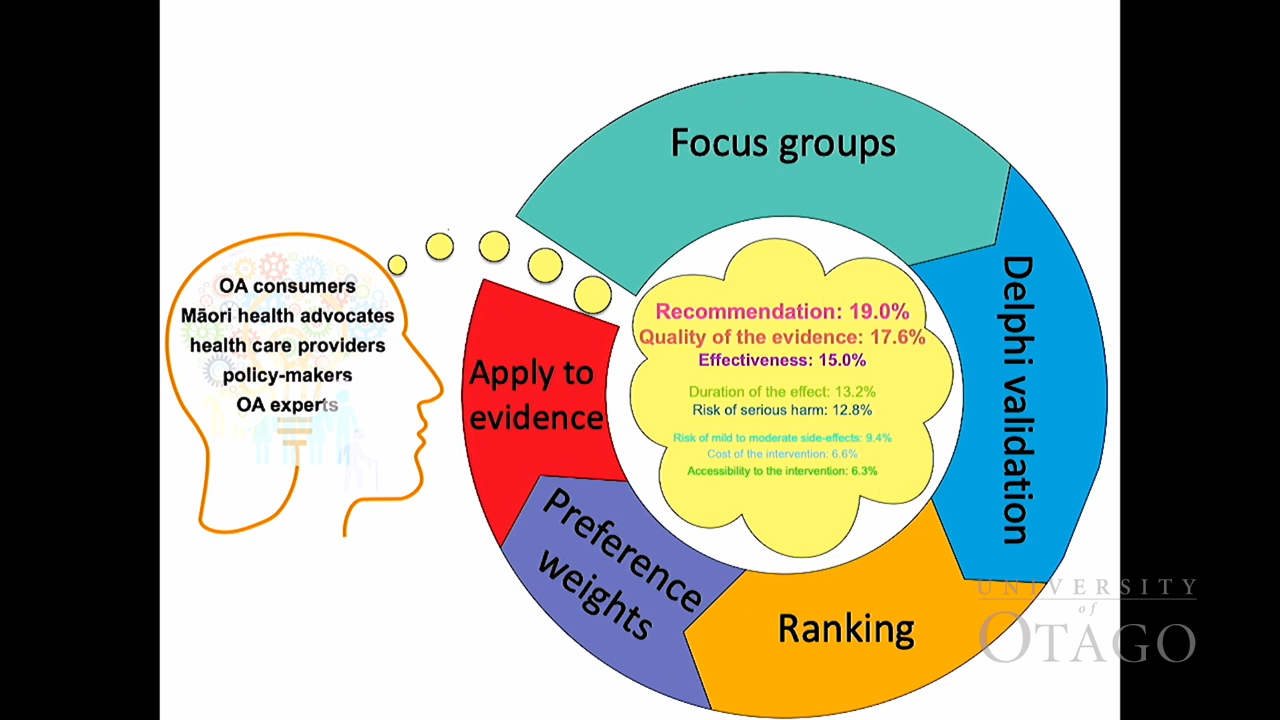 Focus groups
Delphi validation
Ranking
Preference
weights
Apply to
evidence
OA consumers
Māori health advocates
health care providers
policy-makers
OA experts
Recommendation: 19.0%
Quality of the evidence: 17.6%
Effectiveness: 15.0%
Duration of the effect: 13.2%
Risk of serious harm: 12.8%
Risk of mild to moderate side-effects: 9.4%
Cost of the intervention: 6.6%
Accessibility to the intervention: 6.3%
UNIVERSITY
of
OTAGO